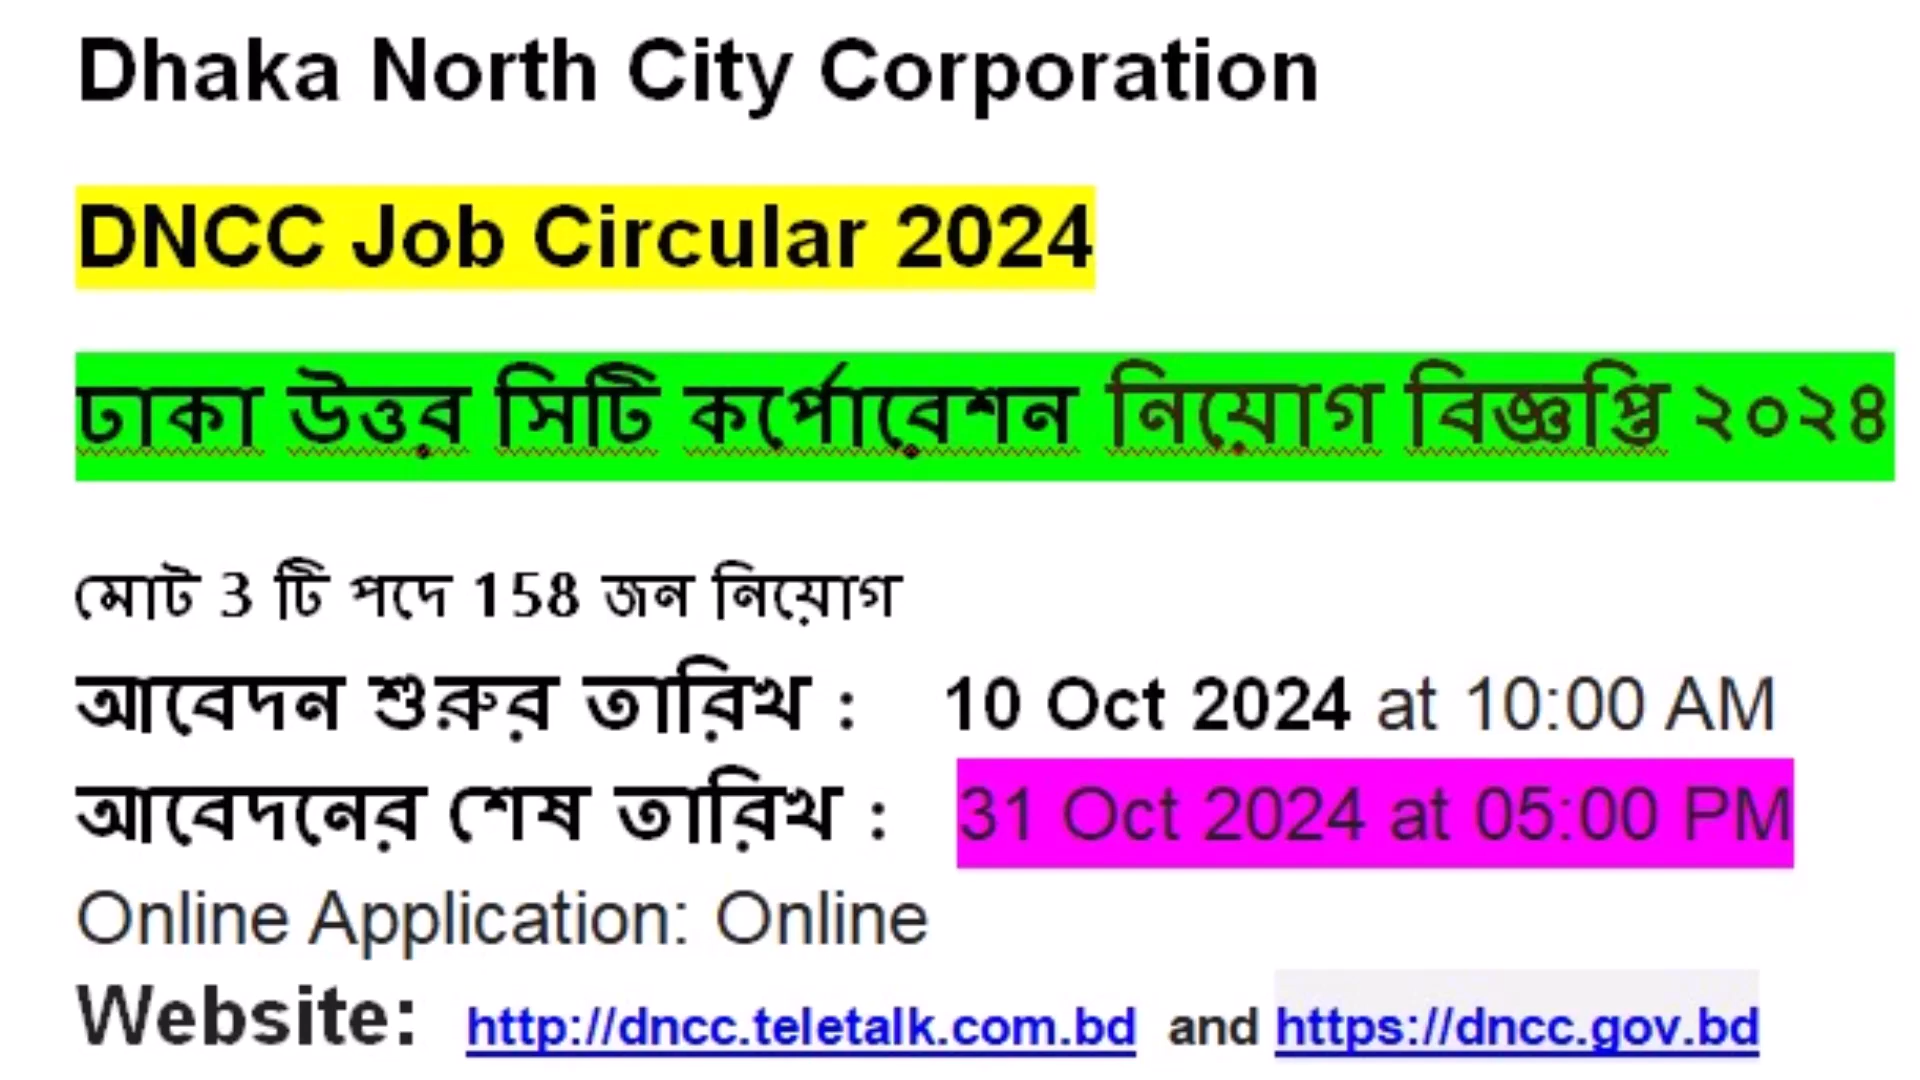 Dhaka North City Corporation
DNCC Job Circular 2024
ঢাকা উত্তর সিটি কর্পোরেশন নিয়োগ বিজ্ঞপ্তি ২০২৪
মোট 3 টি পদে 158 জন নিয়োগ
আবেদন শুরুর তারিখ : 10 Oct 2024 at 10:00 AM
আবেদনের শেষ তারিখ : 31 Oct 2024 at 05:00 PM
Online Application: Online
Website: http://dncc.teletalk.com.bd and https://dncc.gov.bd